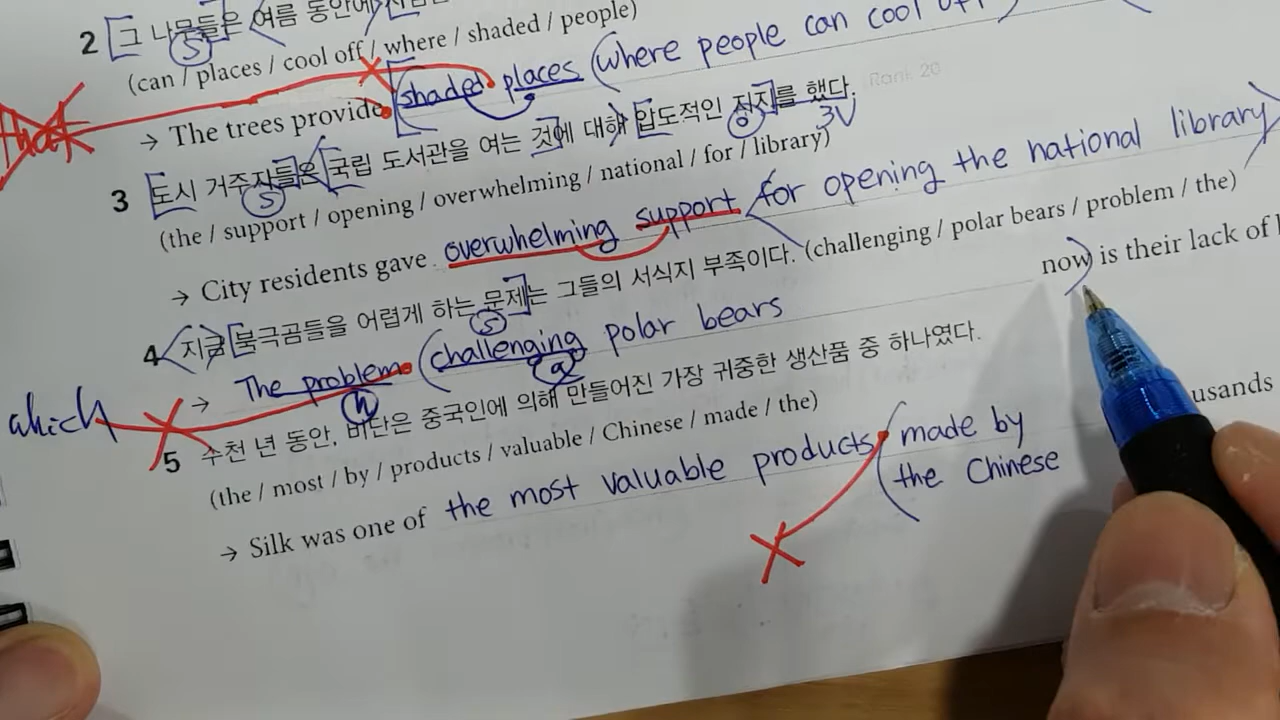 2 그 나무들은 여름 동안에
(can / places / cool off / where / shaded / people)
that
→ The trees provide shaded places (where people can cool off
Rank 20
3 도시 거주자들은 국립 도서관을 여는 것에 대해 압도적인 지지를 했다.
S O 3V
(the / support / opening / overwhelming / national / for / library)
→ City residents gave overwhelming support for opening the national library
4 지금 북극곰들을 어렵게 하는 문제는 그들의 서식지 부족이다. (challenging / polar bears / problem / the)
S
→ The problem (challenging polar bears now) is their lack of
n a
which
5 수천 년 동안, 비단은 중국인에 의해 만들어진 가장 귀중한 생산품 중 하나였다.
(the / most / by / products / valuable / Chinese / made / the)
→ Silk was one of the most valuable products (made by
the Chinese
usands